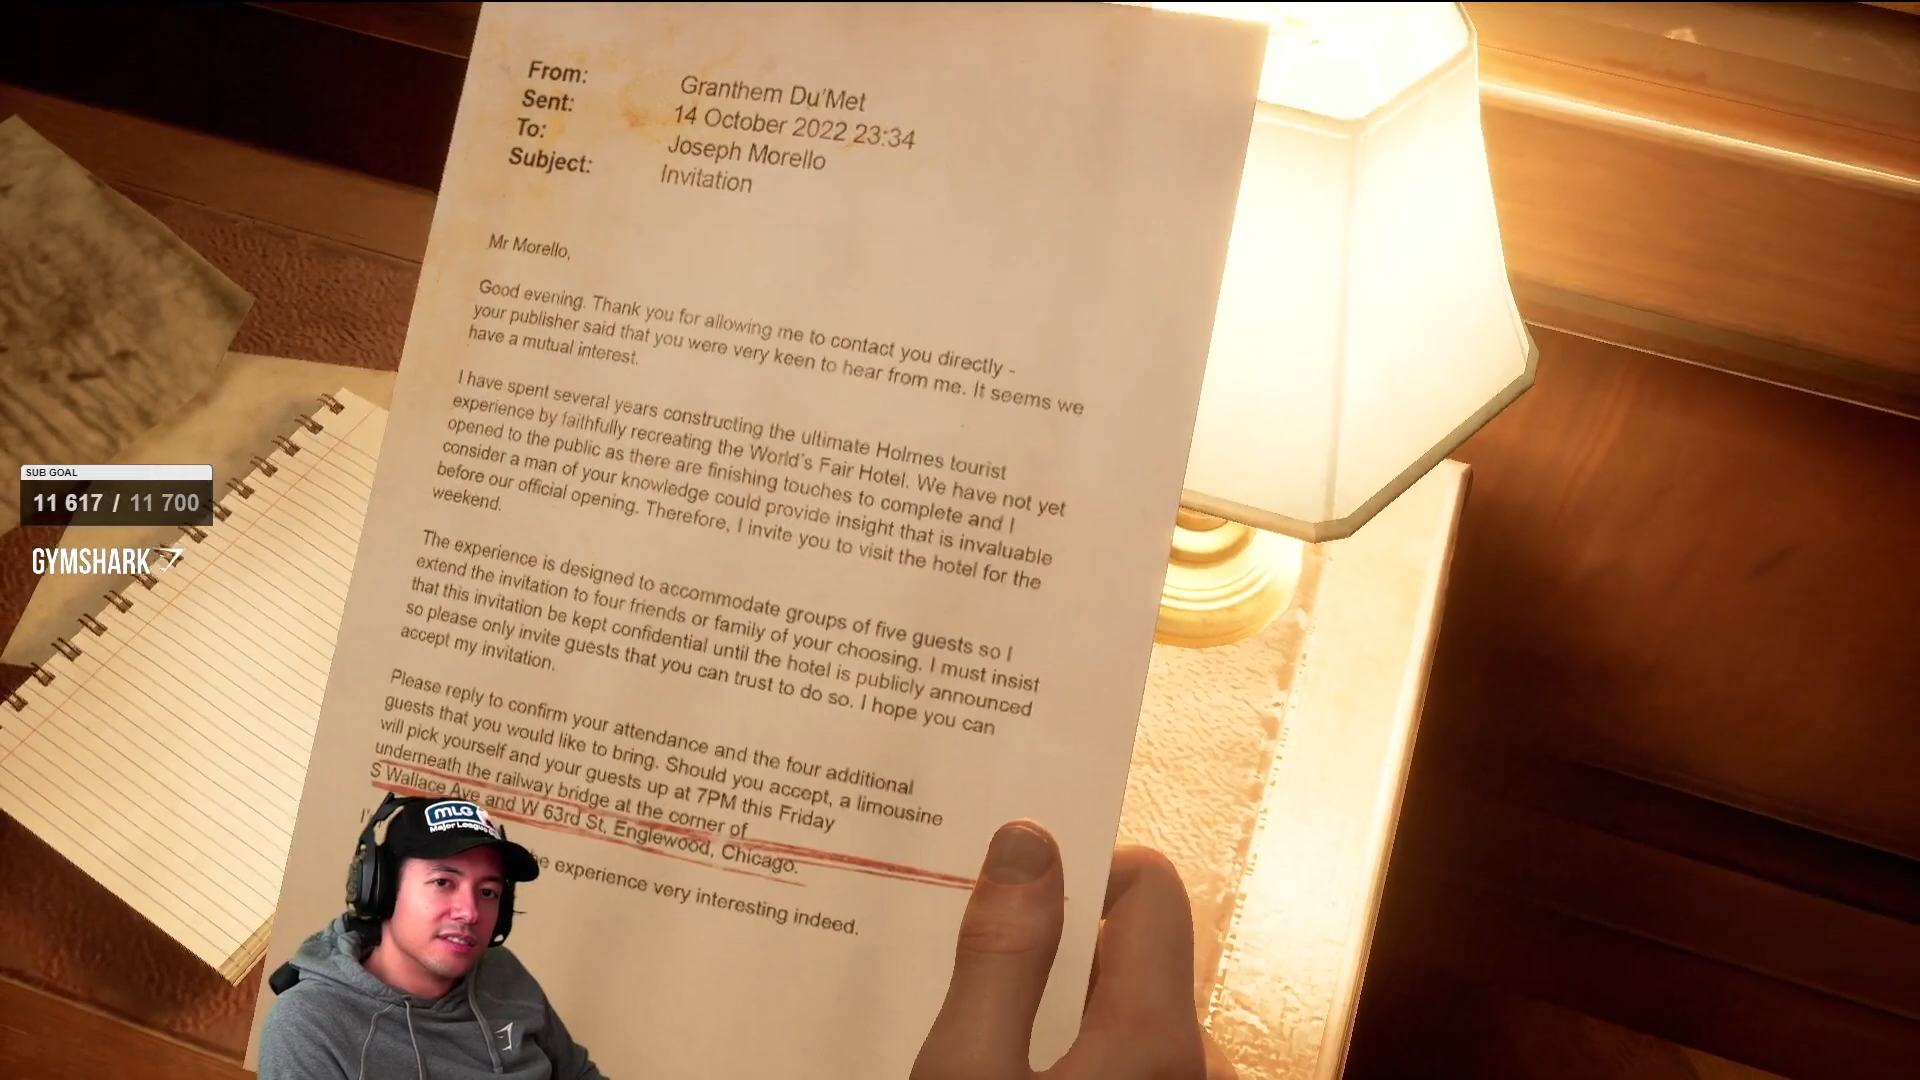 From: Granthem Du'Met
Sent: 14 October 2022 23:34
To: Joseph Morello
Subject: Invitation
Mr Morello,
Good evening. Thank you for allowing me to contact you directly -
your publisher said that you were very keen to hear from me. It seems we
have a mutual interest.
I have spent several years constructing the ultimate Holmes tourist
experience by faithfully recreating the World's Fair Hotel. We have not yet
opened to the public as there are finishing touches to complete and I
consider a man of your knowledge could provide insight that is invaluable
before our official opening. Therefore, I invite you to visit the hotel for the
weekend.
The experience is designed to accommodate groups of five guests so I
extend the invitation to four friends or family of your choosing. I must insist
that this invitation be kept confidential until the hotel is publicly announced
so please only invite guests that you can trust to do so. I hope you can
accept my invitation.
Please reply to confirm your attendance and the four additional
guests that you would like to bring. Should you accept, a limousine
will pick yourself and your guests up at 7PM this Friday
underneath the railway bridge at the corner of
S Wallace Ave and W 63rd St, Englewood, Chicago.
experience very interesting indeed.
SUB GOAL
11 617 / 11 700
GYMSHARK
MLG
Major League